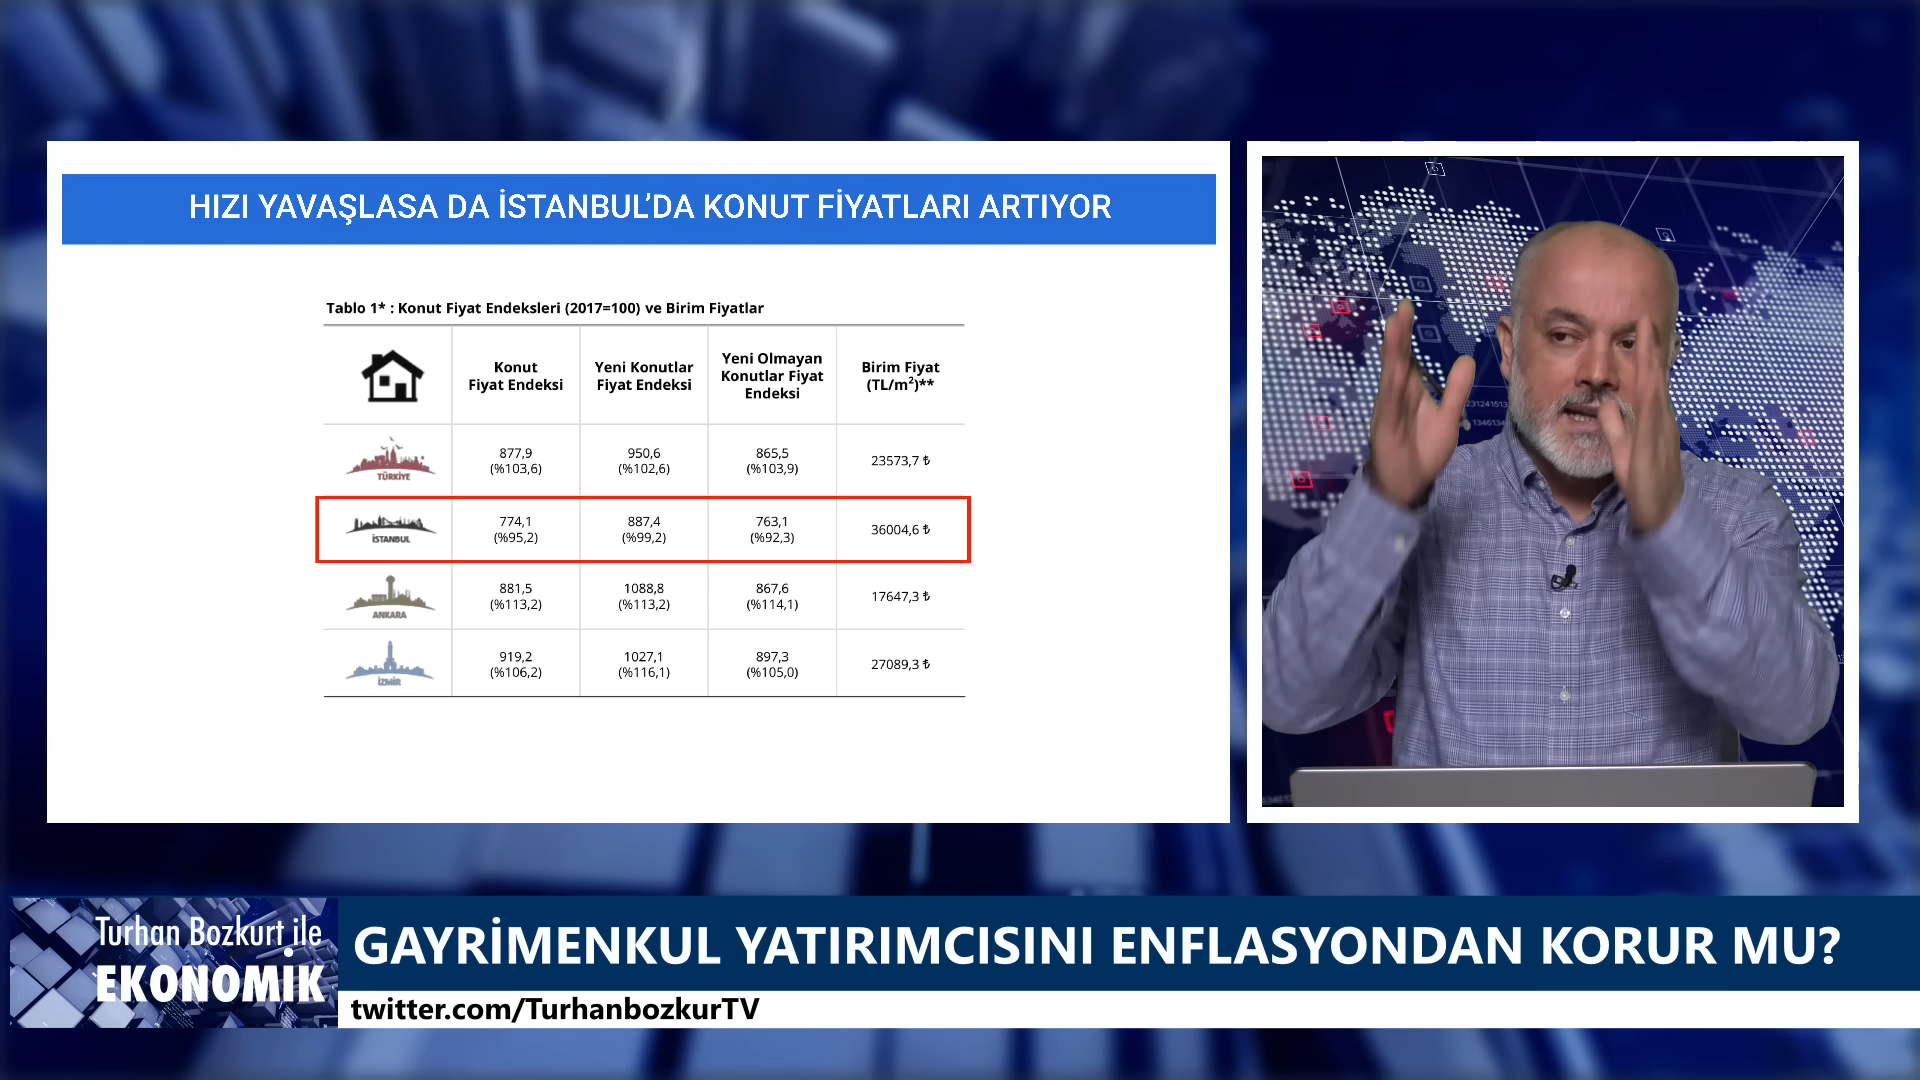 HIZI YAVAŞLASA DA İSTANBUL’DA KONUT FİYATLARI ARTIYOR
Tablo 1* : Konut Fiyat Endeksleri (2017=100) ve Birim Fiyatlar
Konut
Fiyat Endeksi
Yeni Konutlar
Fiyat Endeksi
Yeni Olmayan
Konutlar Fiyat
Endeksi
Birim Fiyat
(TL/m²)**
TÜRKİYE
877,9
(%103,6)
950,6
(%102,6)
865,5
(%103,9)
23573,7 ₺
İSTANBUL
774,1
(%95,2)
887,4
(%99,2)
763,1
(%92,3)
36004,6 ₺
ANKARA
881,5
(%113,2)
1088,8
(%113,2)
867,6
(%114,1)
17647,3 ₺
İZMİR
919,2
(%106,2)
1027,1
(%116,1)
897,3
(%105,0)
27089,3 ₺
Turhan Bozkurt ile
EKONOMİK
GAYRİMENKUL YATIRIMCISINI ENFLASYONDAN KORUR MU?
twitter.com/TurhanbozkurTV